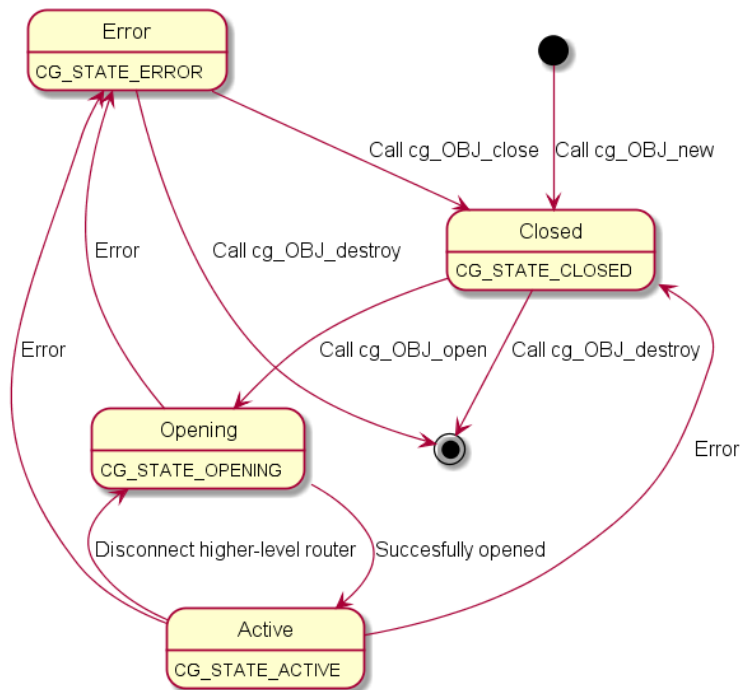 Error
CG_STATE_ERROR
Call cg_OBJ_close
Call cg_OBJ_new
Closed
CG_STATE_CLOSED
Error
Call cg_OBJ_destroy
Error
Call cg_OBJ_open
Call cg_OBJ_destroy
Opening
CG_STATE_OPENING
Error
Disconnect higher-level router
Succesfully opened
Active
CG_STATE_ACTIVE